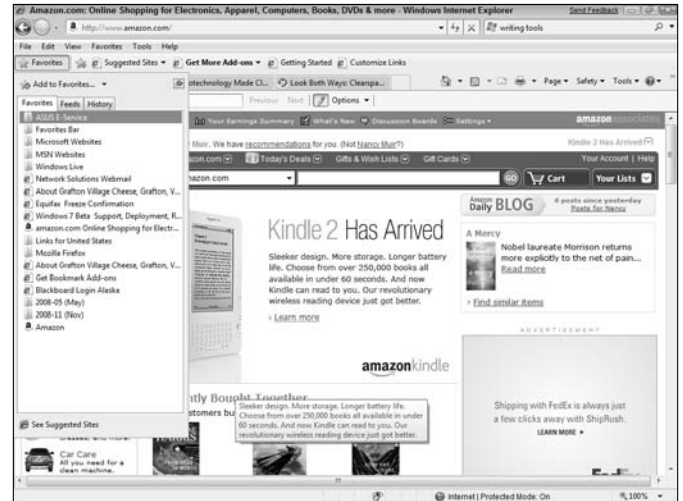 Amazon.com: Online Shopping for Electronics, Apparel, Computers, Books, DVDs & more - Windows Internet Explorer
Send Feedback
http://www.amazon.com/
writing tools
File Edit View Favorites Tools Help
Favorites
Suggested Sites
Get More Add-ons
Getting Started
Customize Links
Add to Favorites...
otechnology Made Cl...
Look Both Ways: Cleanspa...
Page Safety Tools
Favorites Feeds History
Previous Next
Options
ASUS E-Service
Favorites Bar
Microsoft Websites
MSN Websites
Windows Live
Network Solutions Webmail
About Grafton Village Cheese, Grafton, V...
Equifax Freeze Confirmation
Windows 7 Beta Support, Deployment, R...
amazon.com Online Shopping for Electr...
Links for United States
Mozilla Firefox
About Grafton Village Cheese, Grafton, V...
Get Bookmark Add-ons
Blackboard Login Alaska
2008-05 (May)
2008-11 (Nov)
Amazon
See Suggested Sites
Your Earnings Summary
What's New
Discussion Boards
Settings
amazon associates
Muir. We have recommendations for you. (Not Nancy Muir?)
Kindle 2 Has Arrived
azon.com
Today's Deals
Gifts & Wish Lists
Gift Cards
Your Account | Help
mazon.com
GO
Cart
Your Lists
Kindle 2 Has Arrived
Sleeker design. More storage. Longer battery
life. Choose from over 250,000 books all
available in under 60 seconds. And now
Kindle can read to you. Our revolutionary
wireless reading device just got better.
› Learn more
amazonkindle
Amazon
Daily BLOG
6 posts since yesterday
Posts for Nancy
A Mercy
Nobel laureate Morrison returns
more explicitly to the net of pain...
Read more
› Find similar items
ADVERTISEMENT
Shipping with FedEx is always just
a few clicks away with ShipRush.
LEARN MORE
FedEx
ntly Bought Together
stomers bu
Sleeker design. More storage. Longer battery life.
Choose from over 250,000 books all available in under
60 seconds. And now Kindle can read to you. Our
revolutionary wireless reading device just got better.
Car Care
All you need for a
clean machine.
Internet | Protected Mode: On
100%